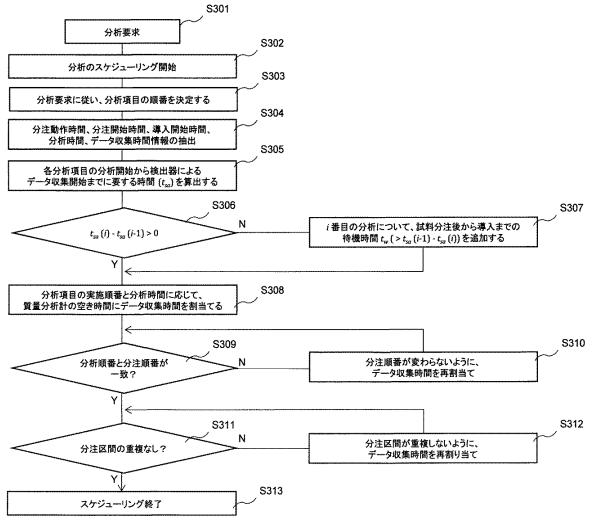 S301
分析要求
S302
分析のスケジューリング開始
S303
分析要求に従い、分析項目の順番を決定する
S304
分注動作時間、分注開始時間、導入開始時間、
分析時間、データ収集時間情報の抽出
S305
各分析項目の分析開始から検出器による
データ収集開始までに要する時間 (tsa) を算出する
S306
tsa (i) - tsa (i-1) > 0
N
Y
S307
i 番目の分析について、試料分注後から導入までの
待機時間 tw ( > tsa (i-1) - tsa (i)) を追加する
S308
分析項目の実施順番と分析時間に応じて、
質量分析計の空き時間にデータ収集時間を割当てる
S309
分析順番と分注順番が
一致？
N
Y
S310
分注順番が変わらないように、
データ収集時間を再割当て
S311
分注区間の重複なし？
N
Y
S312
分注区間が重複しないように、
データ収集時間を再割り当て
S313
スケジューリング終了